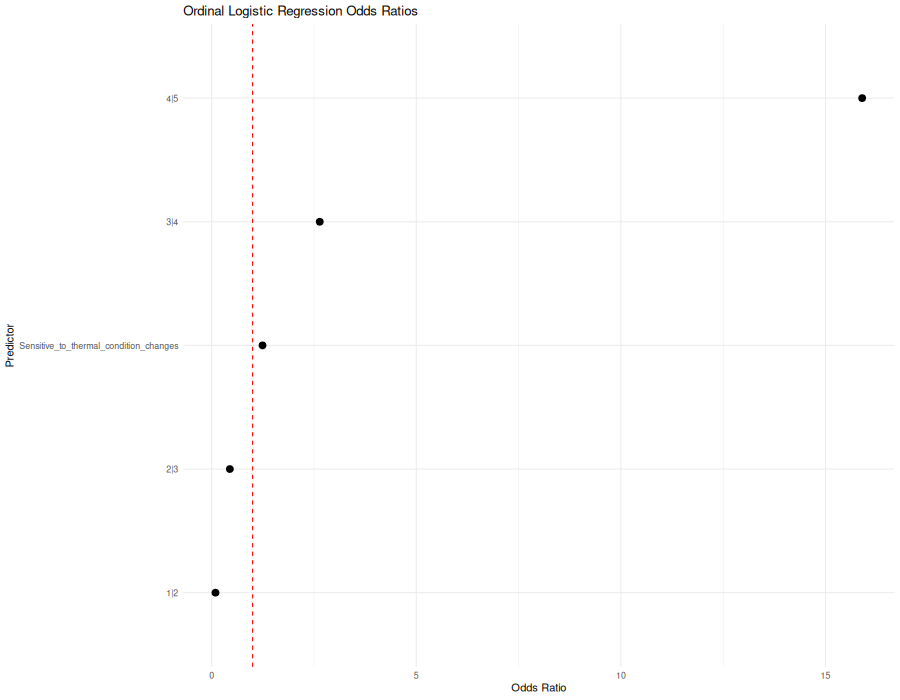 Ordinal Logistic Regression Odds Ratios
4|5
3|4
Predictor
Sensitive_to_thermal_condition_changes
2|3
1|2
0
5
10
15
Odds Ratio